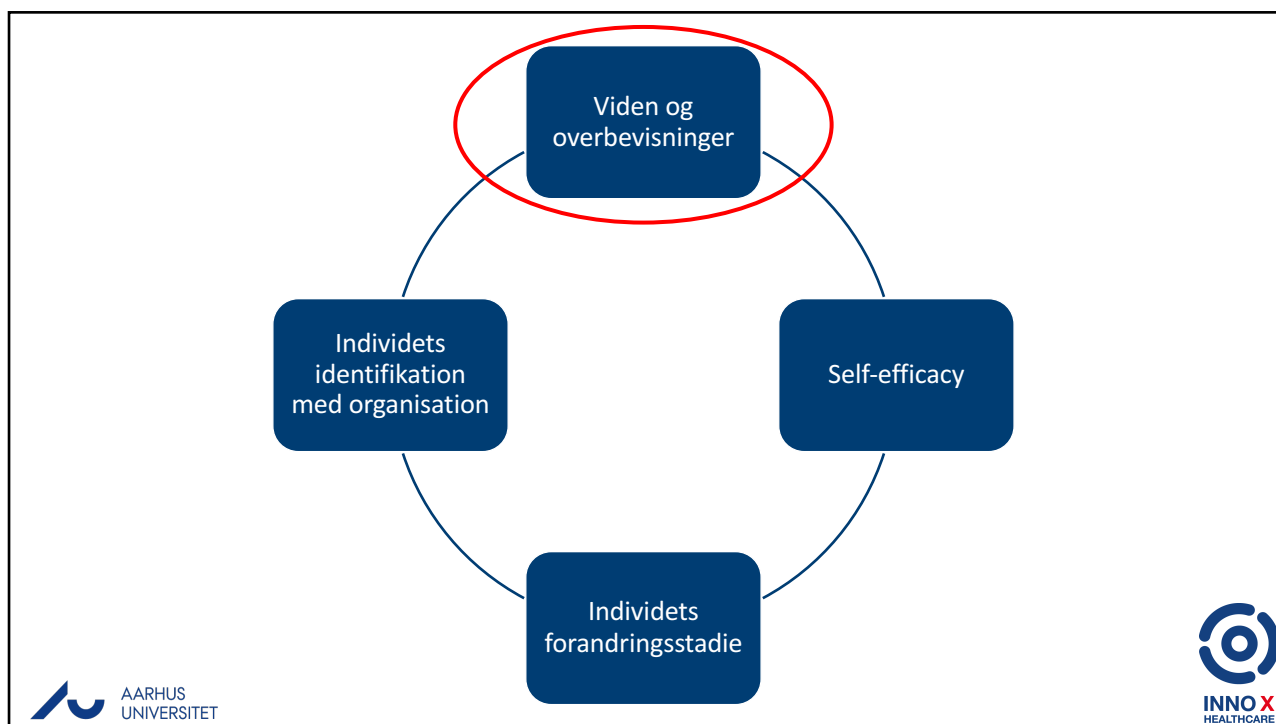 Viden og
overbevisninger
Individets
identifikation
med organisation
Self-efficacy
Individets
forandringsstadie
AARHUS
UNIVERSITET
INNO X
HEALTHCARE